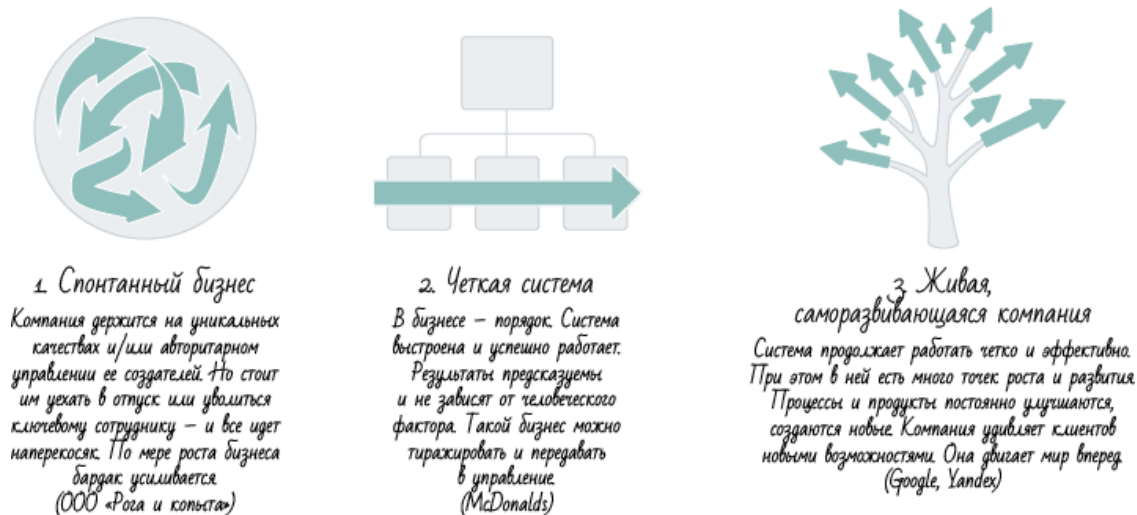 1. Спонтанный бизнес
Компания держится на уникальных
качествах и/или авторитарном
управлении ее создателей. Но стоит
им уехать в отпуск или уволиться
ключевому сотруднику – и все идет
наперекосяк. По мере роста бизнеса
бардак усиливается.
(ООО «Рога и копыта»)
2. Четкая система
В бизнесе – порядок. Система
выстроена и успешно работает.
Результаты предсказуемы
и не зависят от человеческого
фактора. Такой бизнес можно
тиражировать и передавать
в управление.
(McDonalds)
3. Живая,
саморазвивающаяся компания
Система продолжает работать четко и эффективно.
При этом в ней есть много точек роста и развития.
Процессы и продукты постоянно улучшаются,
создаются новые. Компания удивляет клиентов
новыми возможностями. Она двигает мир вперед.
(Google, Yandex)